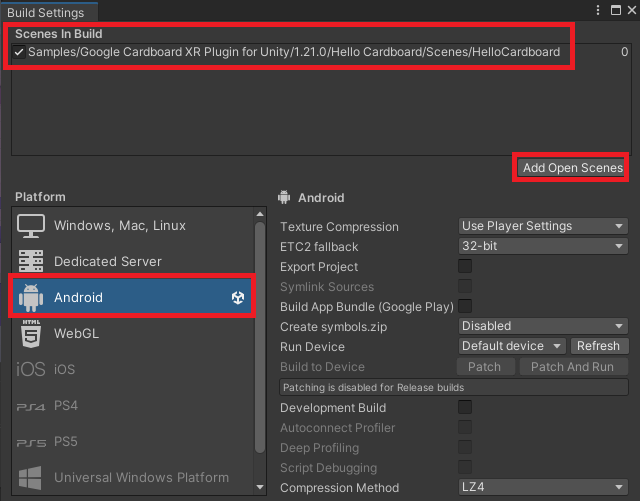 Build Settings
Scenes In Build
Samples/Google Cardboard XR Plugin for Unity/1.21.0/Hello Cardboard/Scenes/HelloCardboard 0
Add Open Scenes
Platform
Windows, Mac, Linux
Dedicated Server
Android
HTML
WebGL
iOS iOS
PS4 PS4
PS5 PS5
Universal Windows Platform
Android
Texture Compression Use Player Settings
ETC2 fallback 32-bit
Export Project
Symlink Sources
Build App Bundle (Google Play)
Create symbols.zip Disabled
Run Device Default device Refresh
Build to Device Patch Patch And Run
Patching is disabled for Release builds
Development Build
Autoconnect Profiler
Deep Profiling
Script Debugging
Compression Method LZ4